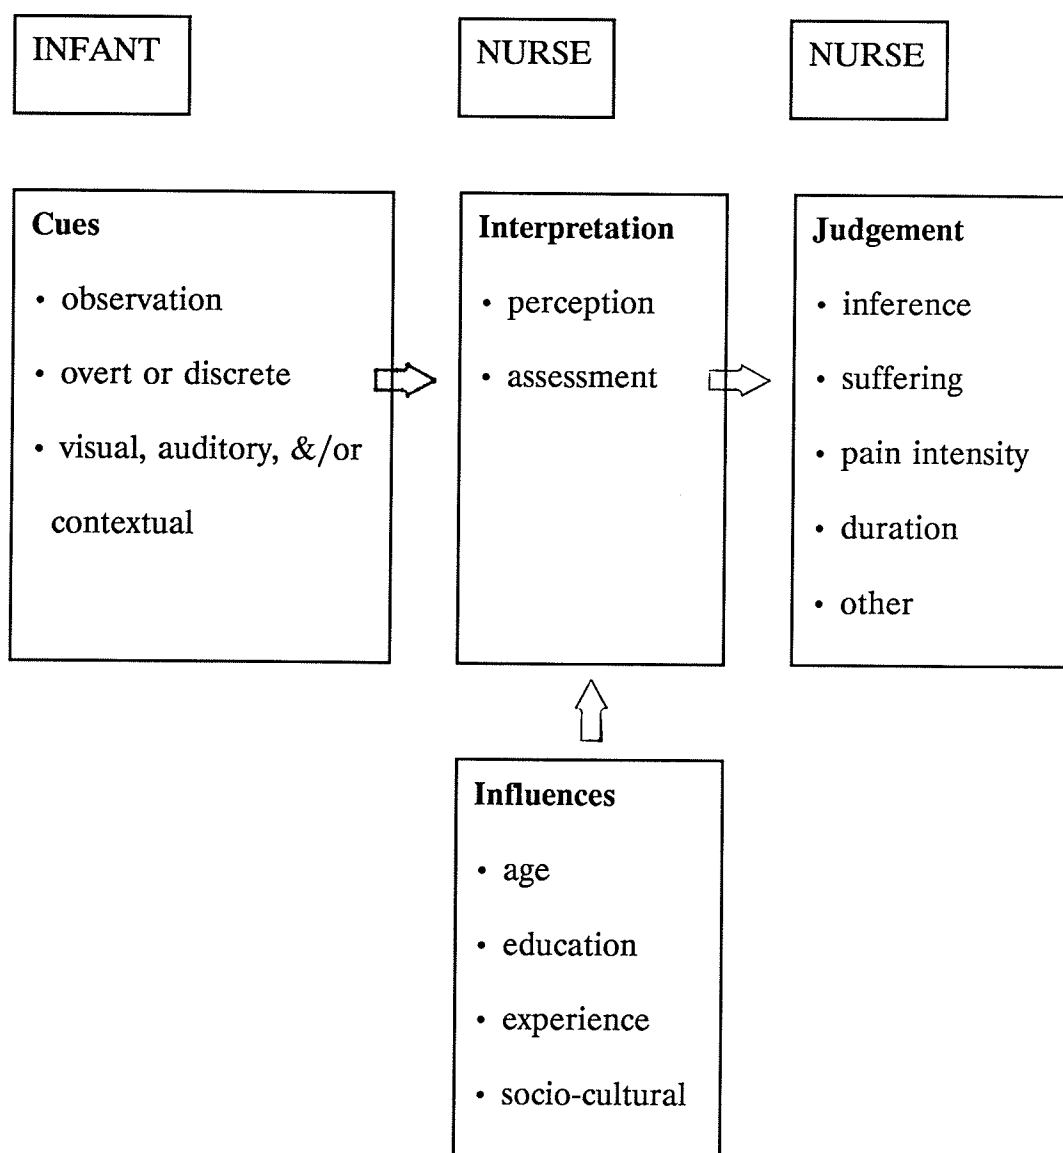 INFANT
NURSE
NURSE
Cues
• observation
• overt or discrete
• visual, auditory, &/or
contextual
Interpretation
• perception
• assessment
Judgement
• inference
• suffering
• pain intensity
• duration
• other
Influences
• age
• education
• experience
• socio-cultural